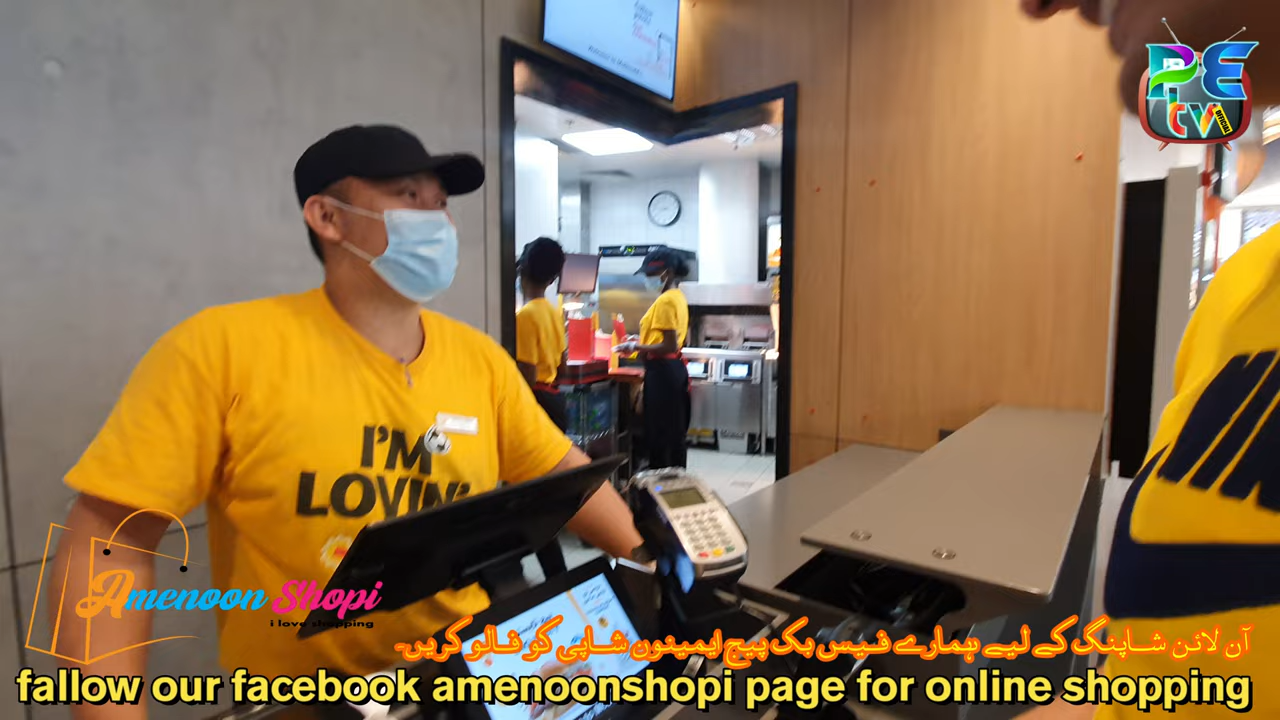 PE
tv
I'M
LOVIN'
Amenoon Shopi
i love shopping
آن لائن شاپنگ کے لیے ہمارے فیس بک پیج ایمینون شاپی کو فالو کریں۔
fallow our facebook amenoonshopi page for online shopping